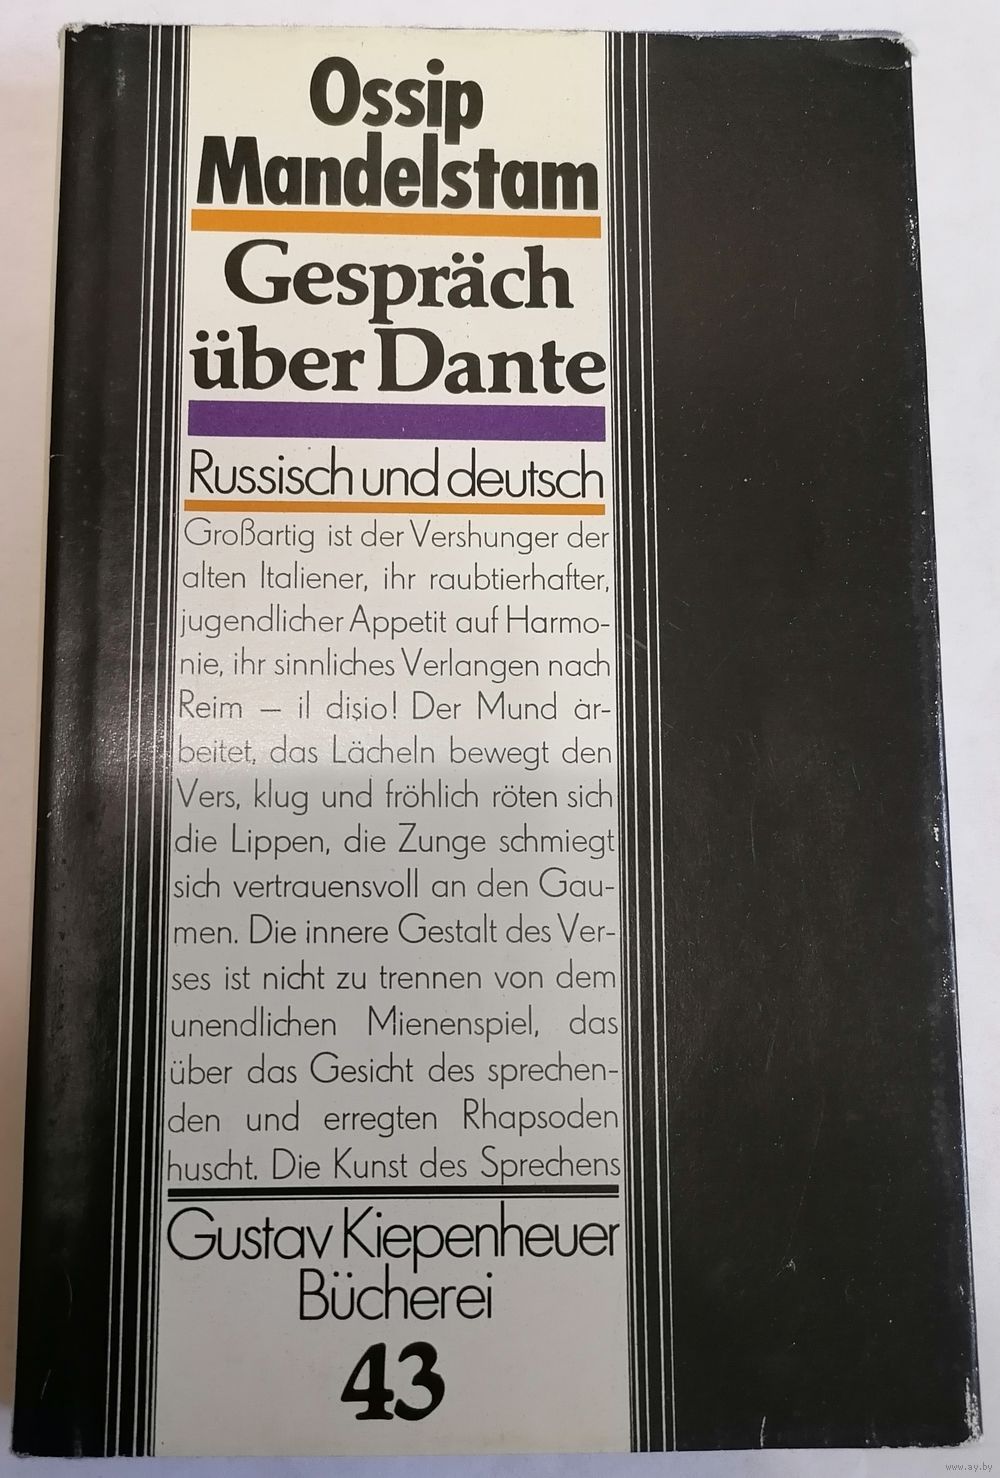 Ossip
Mandelstam
Gespräch
über Dante
Russisch und deutsch
Großartig ist der Vershunger der
alten Italiener, ihr raubtierhafter,
jugendlicher Appetit auf Harmo-
nie, ihr sinnliches Verlangen nach
Reim – il disio! Der Mund ar-
beitet, das Lächeln bewegt den
Vers, klug und fröhlich röten sich
die Lippen, die Zunge schmiegt
sich vertrauensvoll an den Gau-
men. Die innere Gestalt des Ver-
ses ist nicht zu trennen von dem
unendlichen Mienenspiel, das
über das Gesicht des sprechen-
den und erregten Rhapsoden
huscht. Die Kunst des Sprechens
Gustav Kiepenheuer
Bücherei
43
www.ay.by